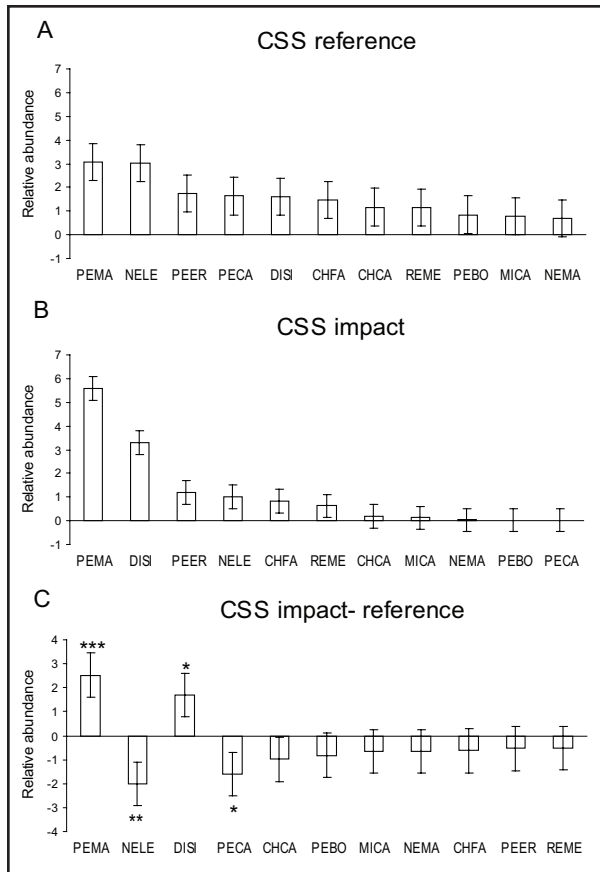 A
CSS reference
Relative abundance
7
6
5
4
3
2
1
0
-1
PEMA NELE PEER PECA DISI CHFA CHCA REME PEBO MICA NEMA
B
CSS impact
Relative abundance
7
6
5
4
3
2
1
0
-1
PEMA DISI PEER NELE CHFA REME CHCA MICA NEMA PEBO PECA
C
CSS impact- reference
Relative abundance
4
3
2
1
0
-1
-2
-3
-4
*** * ** *
PEMA NELE DISI PECA CHCA PEBO MICA NEMA CHFA PEER REME